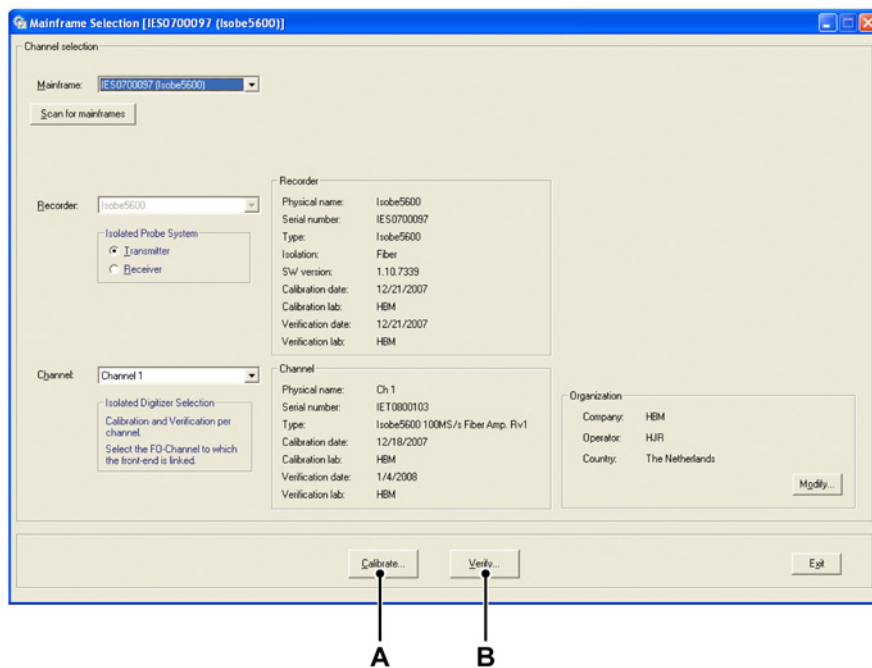 Mainframe Selection [IES0700097 (Isobe5600)]
Channel selection
Mainframe: IES0700097 (Isobe5600)
Scan for mainframes
Recorder: Isobe5600
Isolated Probe System
Transmitter
Receiver
Recorder
Physical name: Isobe5600
Serial number: IES0700097
Type: Isobe5600
Isolation: Fiber
SW version: 1.10.7339
Calibration date: 12/21/2007
Calibration lab: HBM
Verification date: 12/21/2007
Verification lab: HBM
Channel: Channel 1
Isolated Digitizer Selection
Calibration and Verification per
channel.
Select the FO-Channel to which
the front-end is linked.
Channel
Physical name: Ch 1
Serial number: IET0800103
Type: Isobe5600 100MS/s Fiber Amp. Rv1
Calibration date: 12/18/2007
Calibration lab: HBM
Verification date: 1/4/2008
Verification lab: HBM
Organization
Company: HBM
Operator: HJR
Country: The Netherlands
Modify...
Calibrate... Verify... Exit
A B